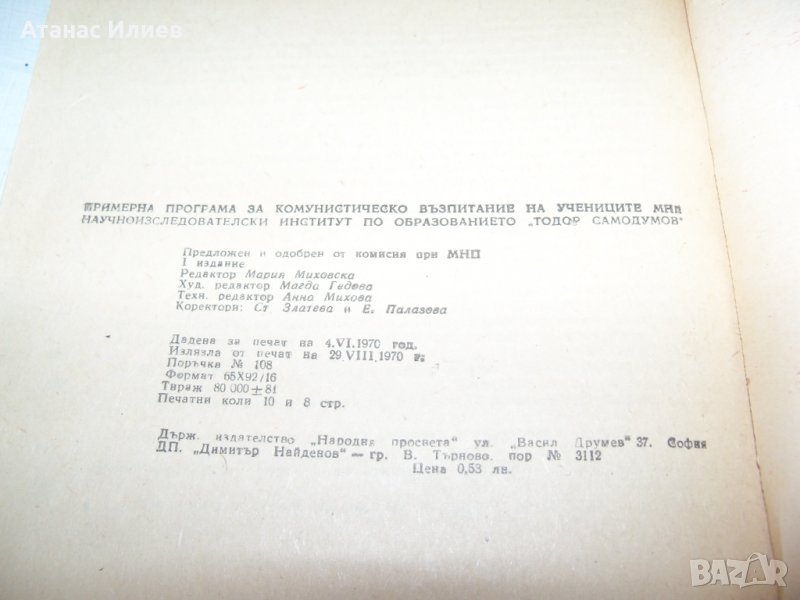 Атанас Илиев
ПРИМЕРНА ПРОГРАМА ЗА КОМУНИСТИЧЕСКО ВЪЗПИТАНИЕ НА УЧЕНИЦИТЕ МНП
НАУЧНОИЗСЛЕДОВАТЕЛСКИ ИНСТИТУТ ПО ОБРАЗОВАНИЕТО „ТОДОР САМОДУМОВ“
Предложен и одобрен от комисия при МНП
I издание
Редактор Мария Миховска
Худ. редактор Магда Гедова
Техн. редактор Анна Михова
Коректори: Ст Златева и Е. Палазова
Дадена за печат на 4.VI.1970 год.
Излязла от печат на 29 VIII.1970 г.
Поръчка № 108
Формат 65X92/16
Тираж 80 000±81
Печатни коли 10 и 8 стр.
Държ. издателство „Народна просвета“ ул. „Васил Друмев“ 37. София
ДП. „Димитър Найденов“ — гр. В. Търново, пор № 3112
Цена 0,53 лв.
BAZAR